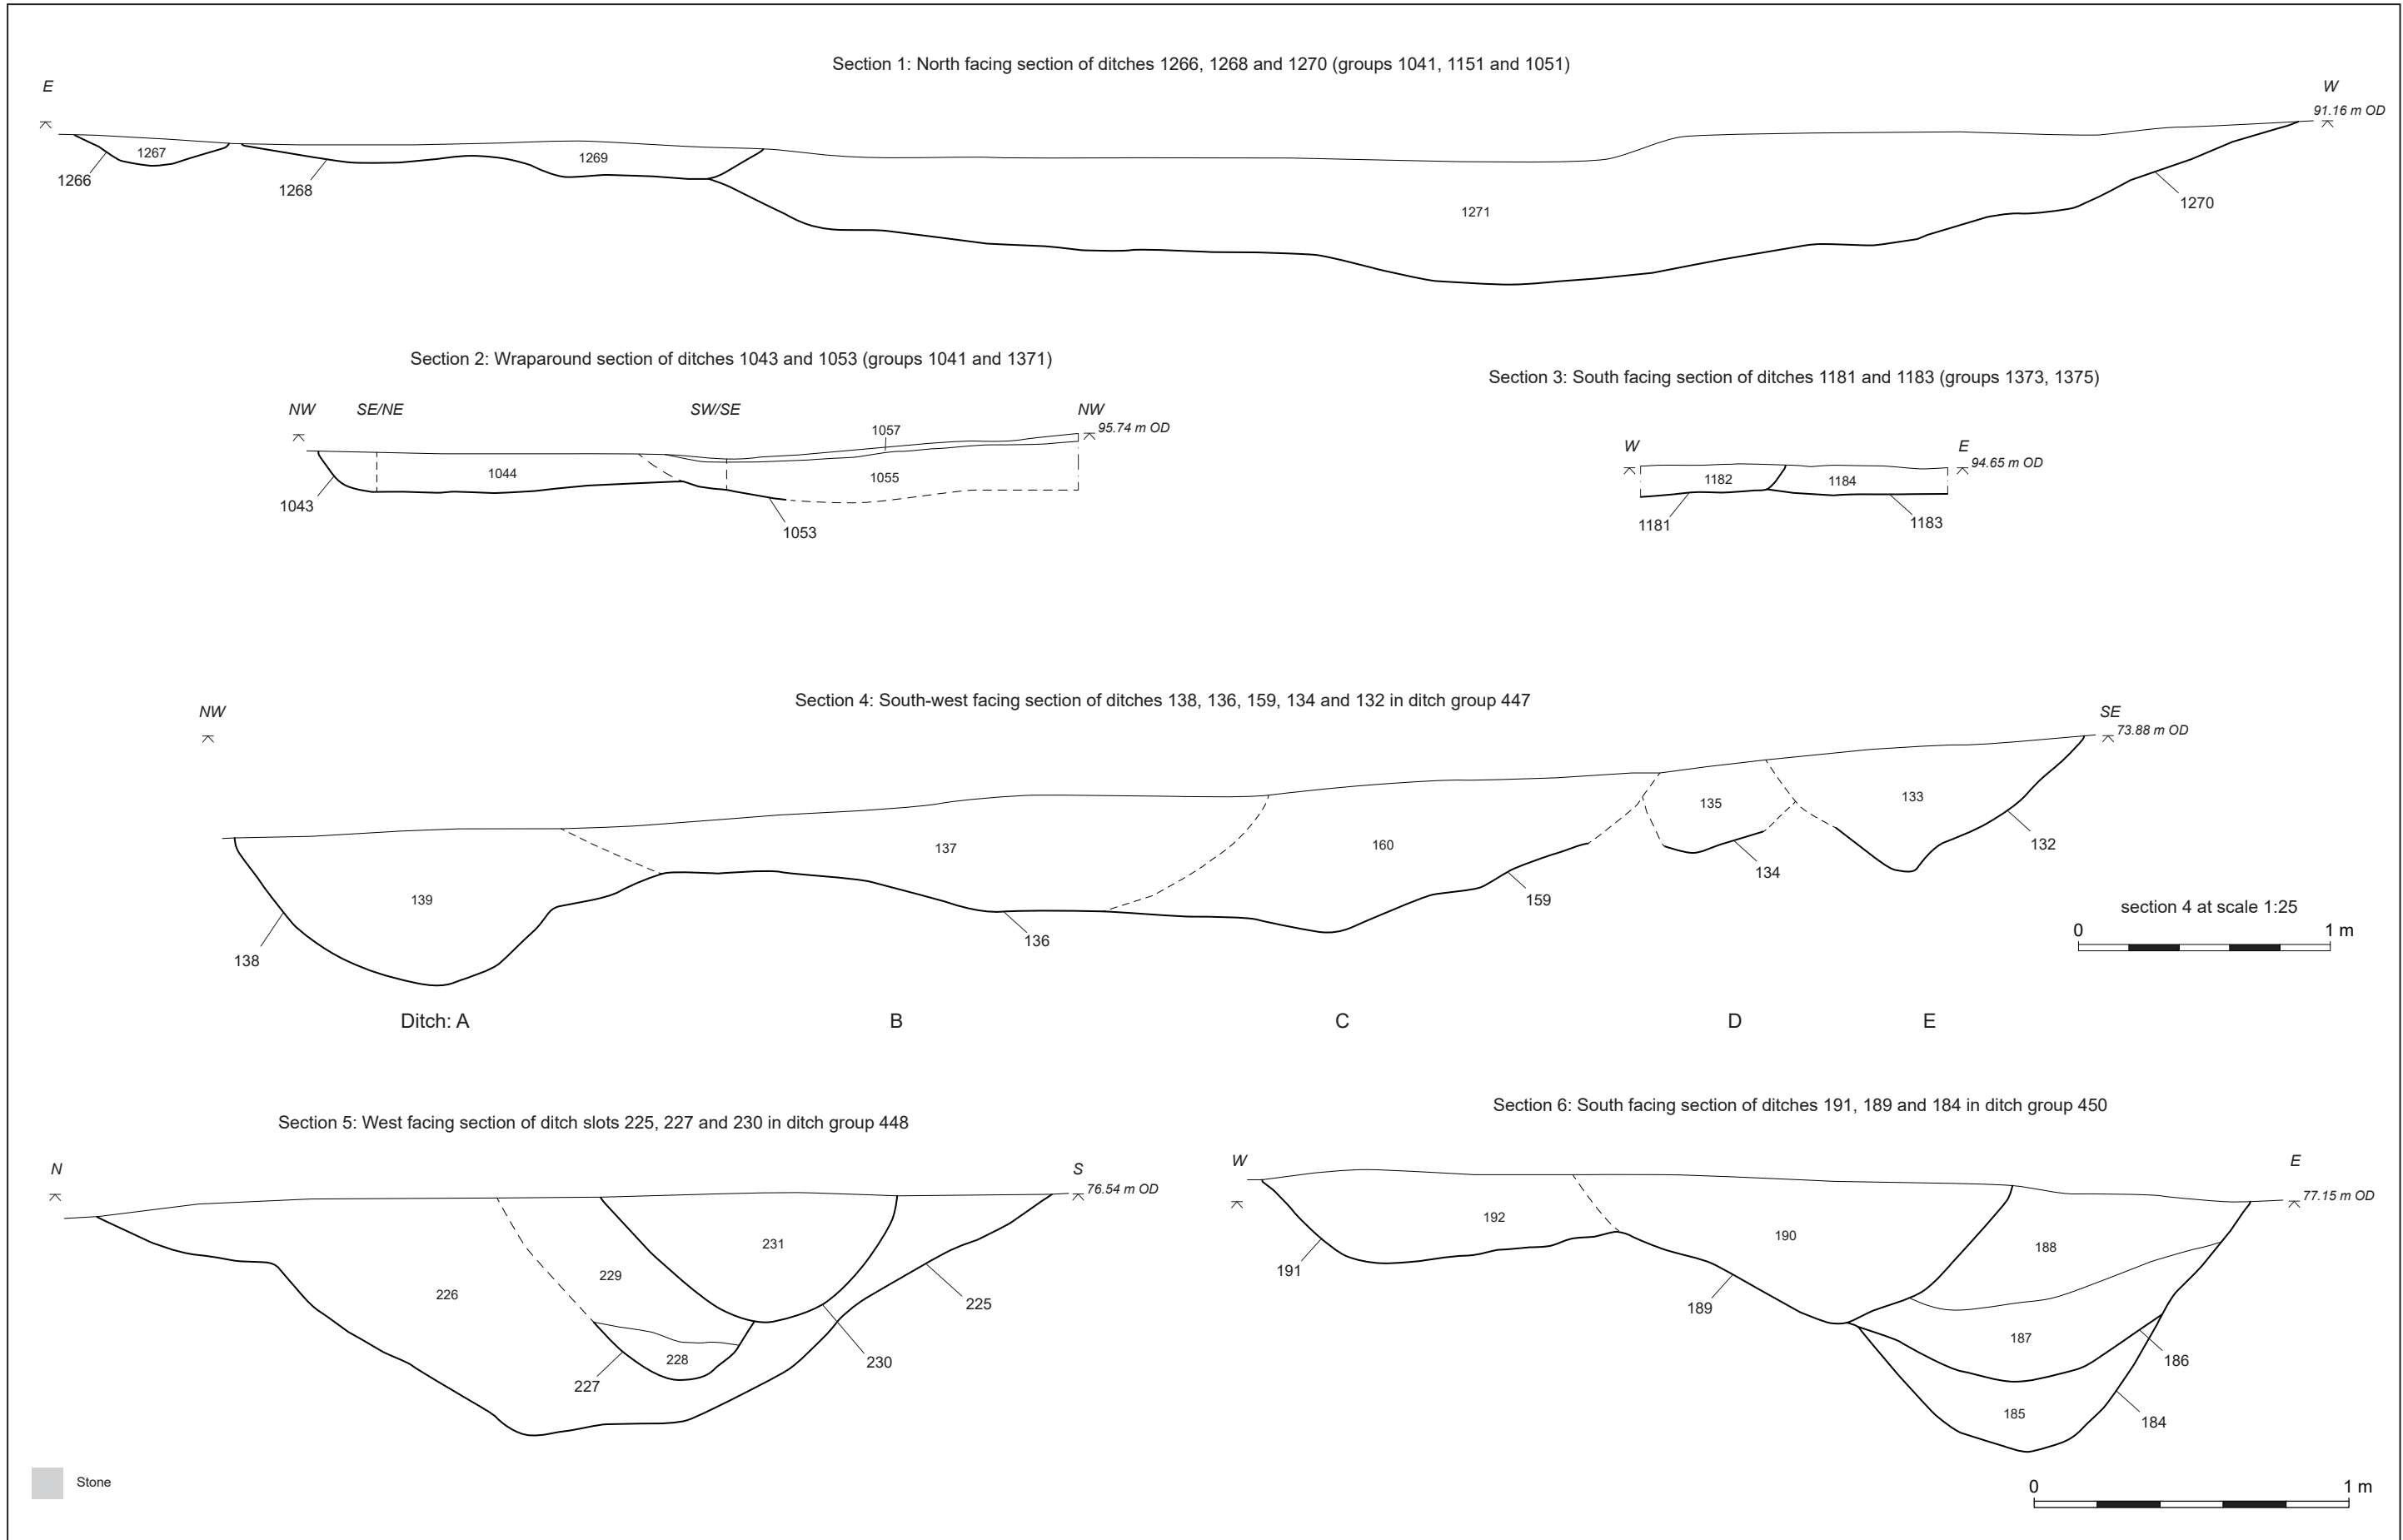 Section 1: North facing section of ditches 1266, 1268 and 1270 (groups 1041, 1151 and 1051)
E
W
91.16 m OD
1267
1269
1266
1268
1271
1270
Section 2: Wraparound section of ditches 1043 and 1053 (groups 1041 and 1371)
Section 3: South facing section of ditches 1181 and 1183 (groups 1373, 1375)
NW
SE/NE
SW/SE
NW
95.74 m OD
1057
1044
1055
1043
1053
W
E
94.65 m OD
1182
1184
1181
1183
Section 4: South-west facing section of ditches 138, 136, 159, 134 and 132 in ditch group 447
NW
SE
73.88 m OD
139
137
160
135
133
138
136
159
134
132
section 4 at scale 1:25
0
1 m
Ditch: A
B
C
D
E
Section 5: West facing section of ditch slots 225, 227 and 230 in ditch group 448
N
S
76.54 m OD
226
229
231
228
227
230
225
Section 6: South facing section of ditches 191, 189 and 184 in ditch group 450
W
E
77.15 m OD
192
190
188
191
189
187
186
185
184
Stone
0
1 m